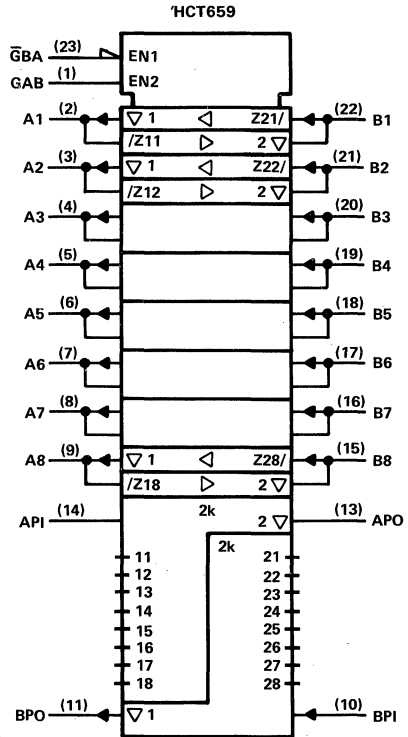 'HCT659
G̅BA (23) EN1
GAB (1) EN2
A1 (2) ▽ 1 ◁ Z21/ (22) B1
/Z11 ▷ 2 ▽
A2 (3) ▽ 1 ◁ Z22/ (21) B2
/Z12 ▷ 2 ▽
A3 (4) (20) B3
A4 (5) (19) B4
A5 (6) (18) B5
A6 (7) (17) B6
A7 (8) (16) B7
A8 (9) ▽ 1 ◁ Z28/ (15) B8
/Z18 ▷ 2 ▽
2k
API (14) 2 ▽ (13) APO
2k
11 21
12 22
13 23
14 24
15 25
16 26
17 27
18 28
BPO (11) ▽ 1 (10) BPI